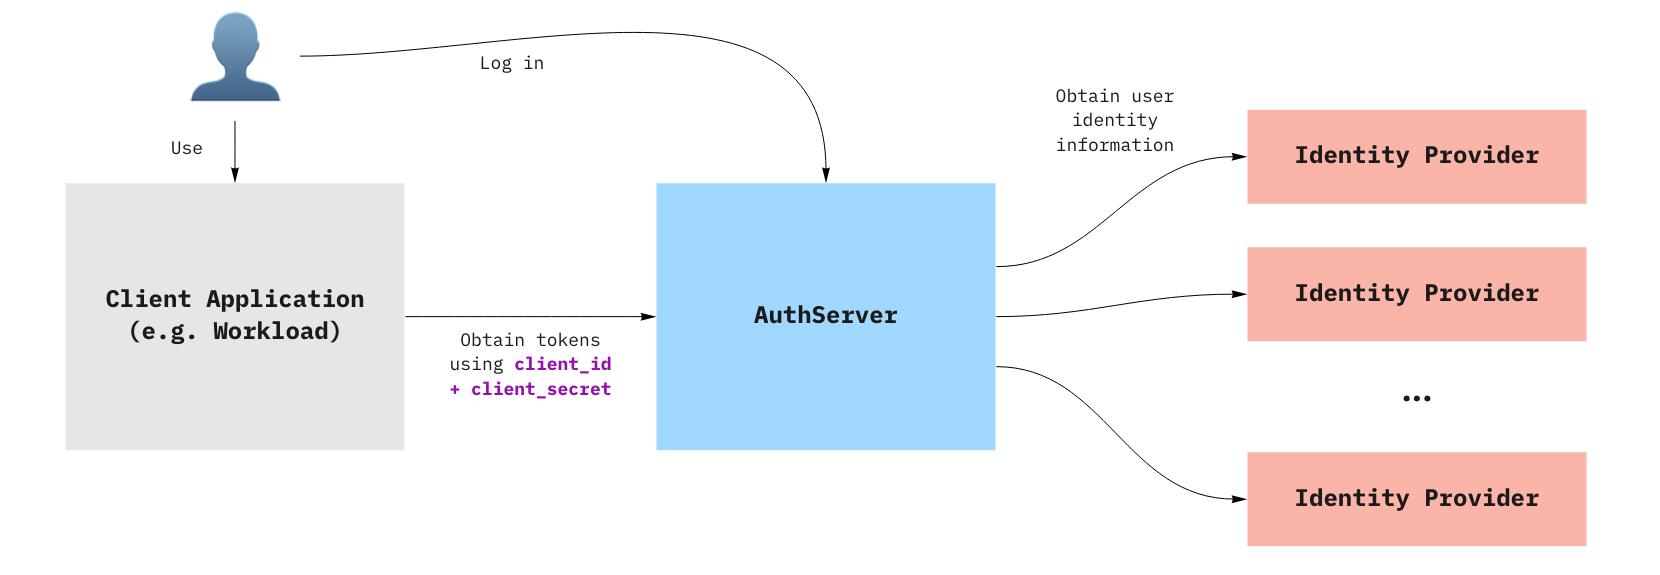 Log in
Use
Obtain user
identity
information
Identity Provider
Client Application
(e.g. Workload)
Obtain tokens
using client_id
+ client_secret
AuthServer
Identity Provider
...
Identity Provider